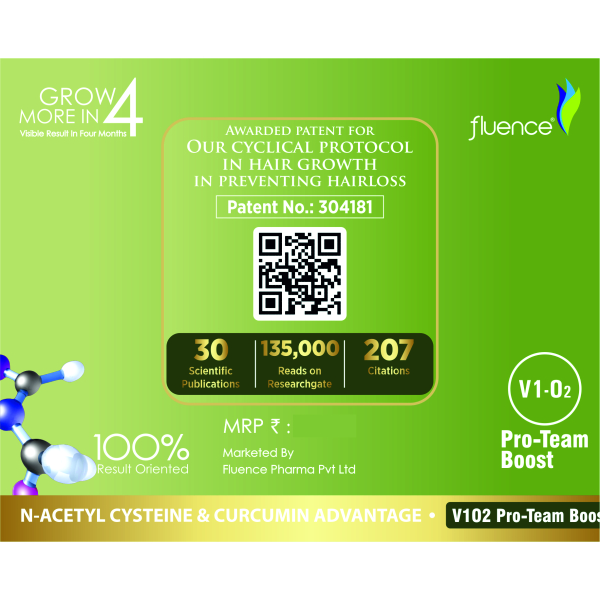 GROW
MORE IN 4
Visible Result in Four Months
fluence®
AWARDED PATENT FOR
OUR CYCLICAL PROTOCOL
IN HAIR GROWTH
IN PREVENTING HAIRLOSS
Patent No.: 304181
30
Scientific
Publications
135,000
Reads on
Researchgate
207
Citations
V1-O2
Pro-Team
Boost
100%
Result Oriented
MRP ₹ :
Marketed By
Fluence Pharma Pvt Ltd
N-ACETYL CYSTEINE & CURCUMIN ADVANTAGE • V102 Pro-Team Boos